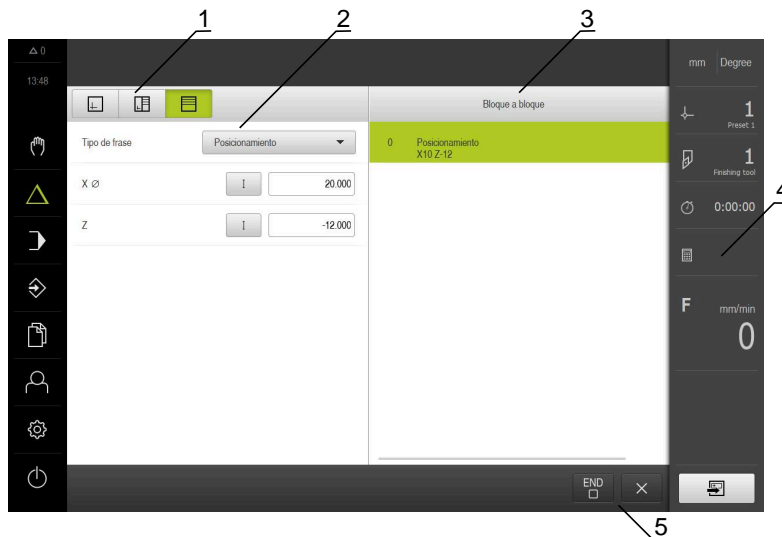 1 2 3
0
13:48
mm Degree
Bloque a bloque
1
Preset 1
Tipo de frase Posicionamiento
0 Posicionamiento
X10 Z-12
1
Finishing tool
X Ø I 20.000
0:00:00
4
Z I -12.000
F mm/min
0
END
5